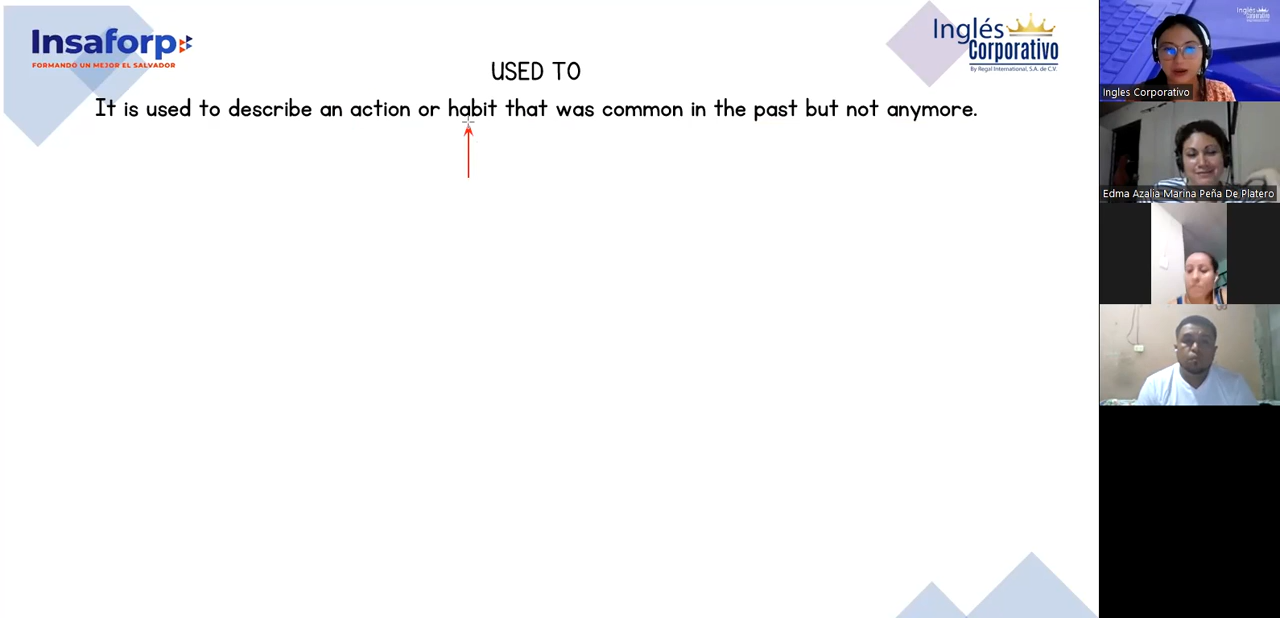 Insaforp
FORMANDO UN MEJOR EL SALVADOR
Inglés
Corporativo
By Regal International, S.A. de C.V.
USED TO
It is used to describe an action or habit that was common in the past but not anymore.
Inglés
Corporativo
Ingles Corporativo
Edma Azalia Marina Peña De Platero